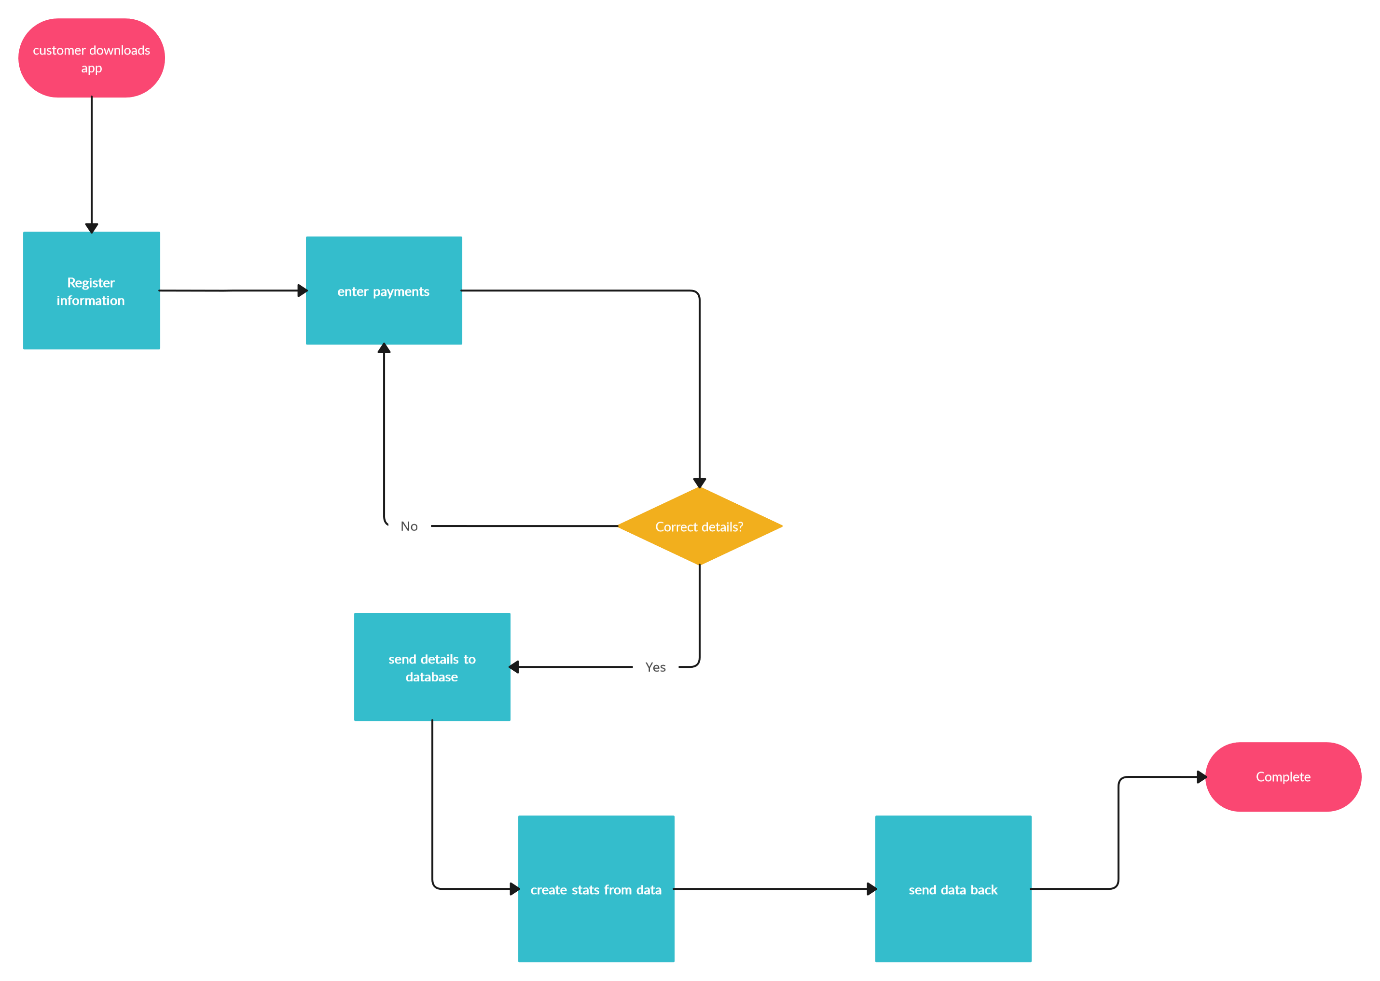 customer downloads
app
Register
information
enter payments
Correct details?
No
Yes
send details to
database
create stats from data
send data back
Complete